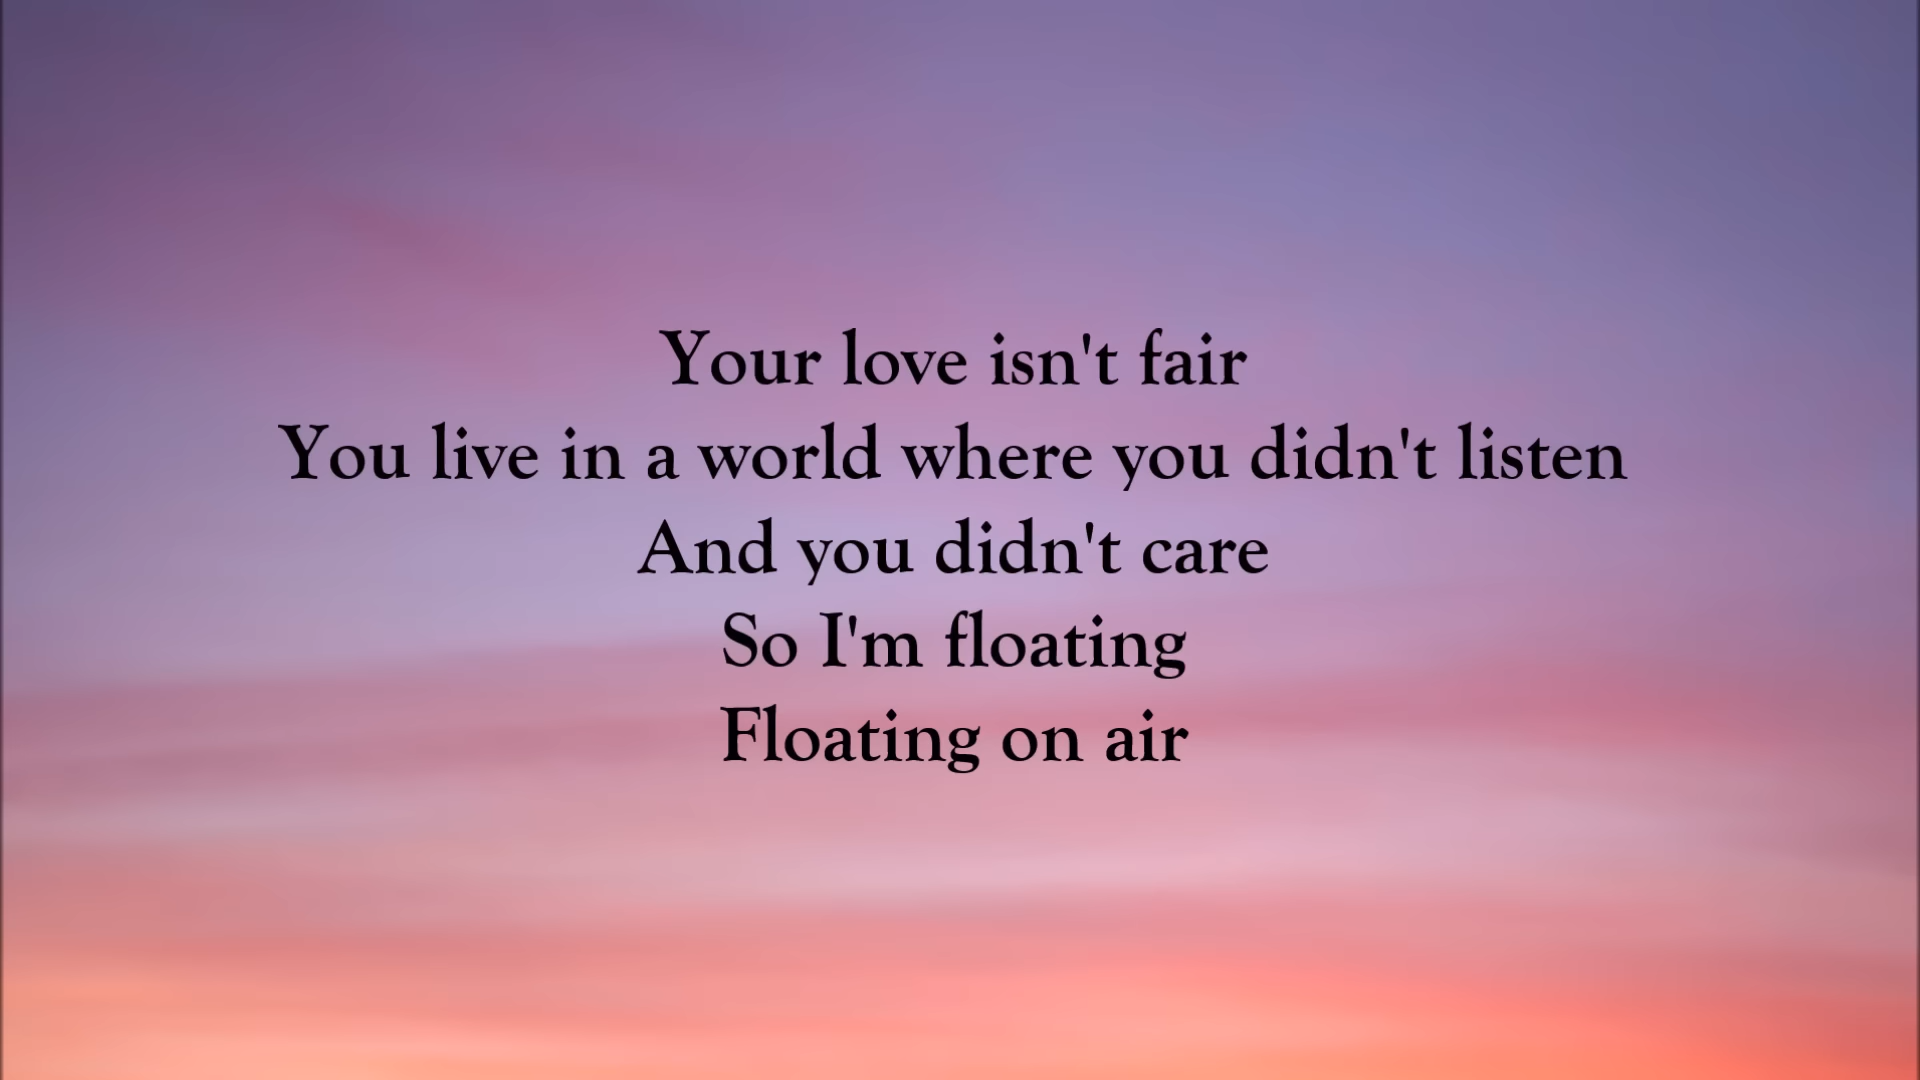 Your love isn't fair
You live in a world where you didn't listen
And you didn't care
So I'm floating
Floating on air